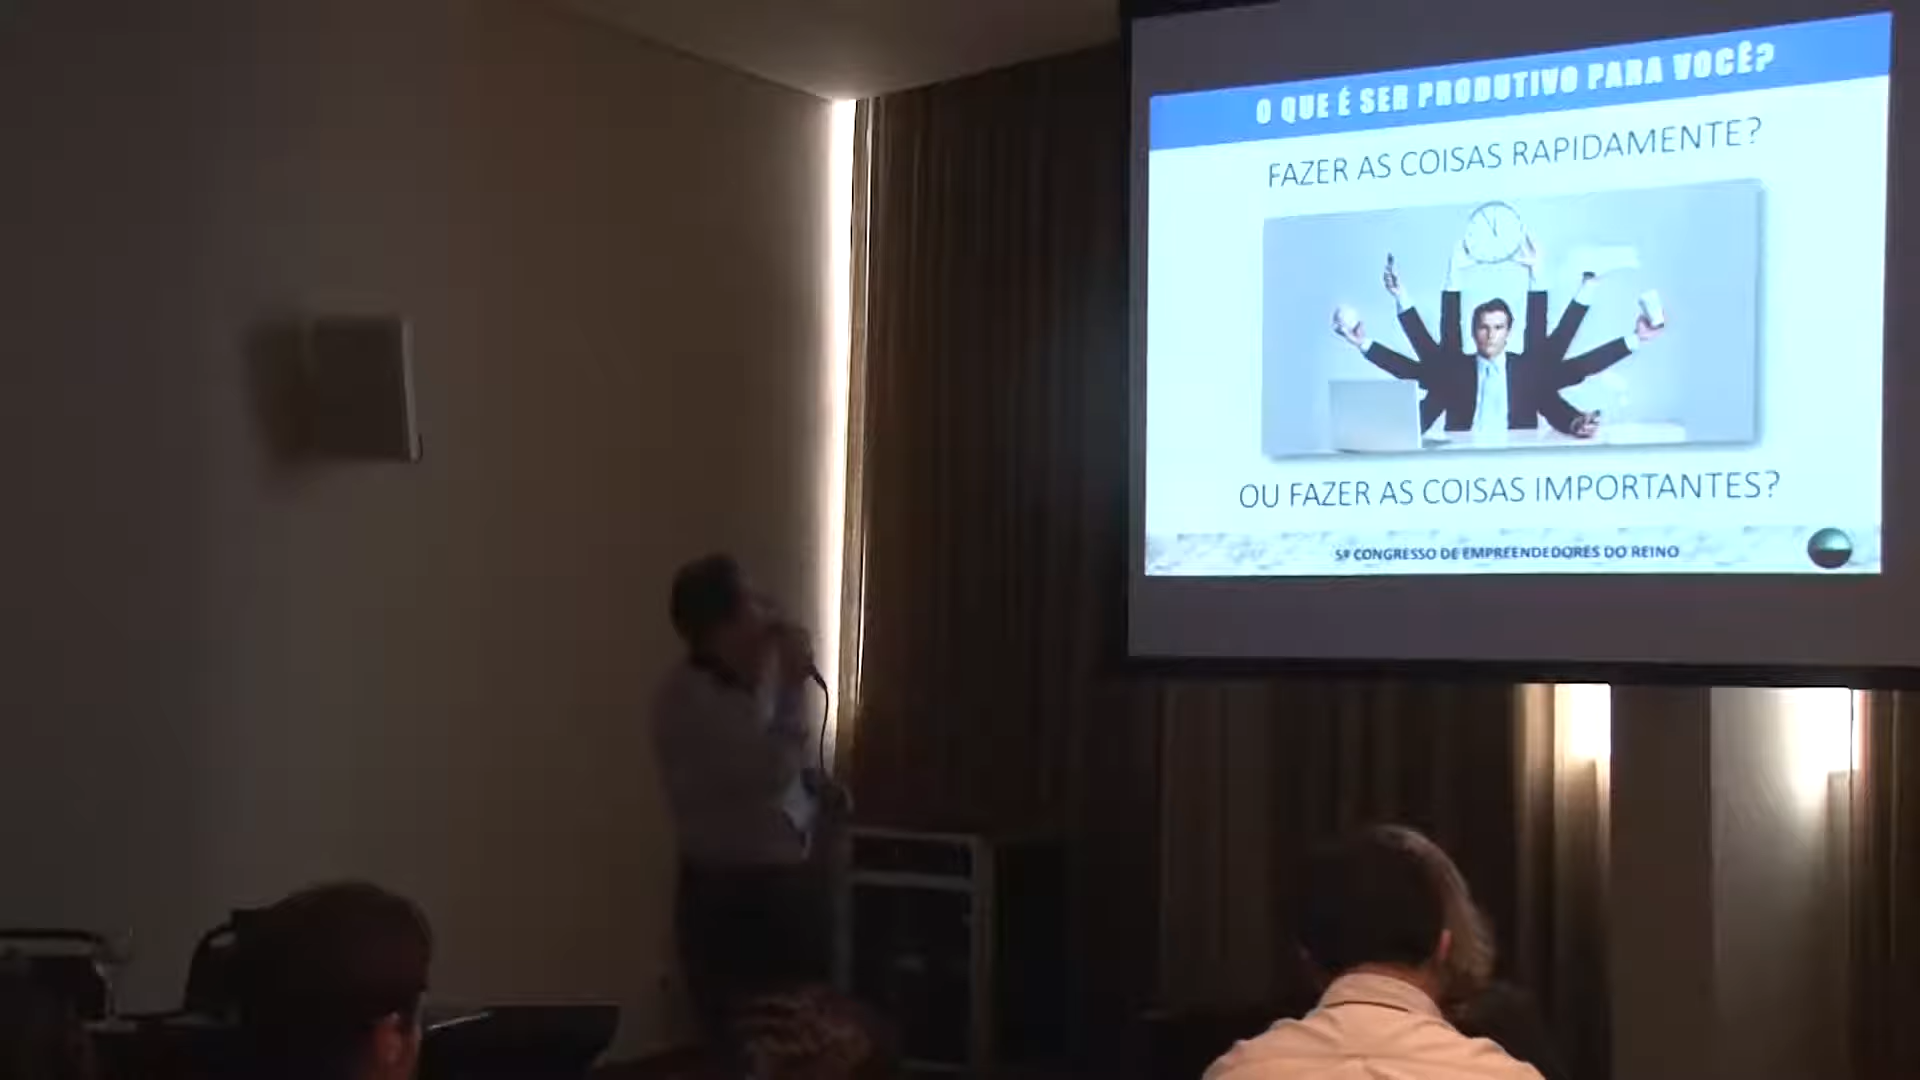 O QUE É SER PRODUTIVO PARA VOCÊ?
FAZER AS COISAS RAPIDAMENTE?
OU FAZER AS COISAS IMPORTANTES?
5º CONGRESSO DE EMPREENDEDORES DO REINO